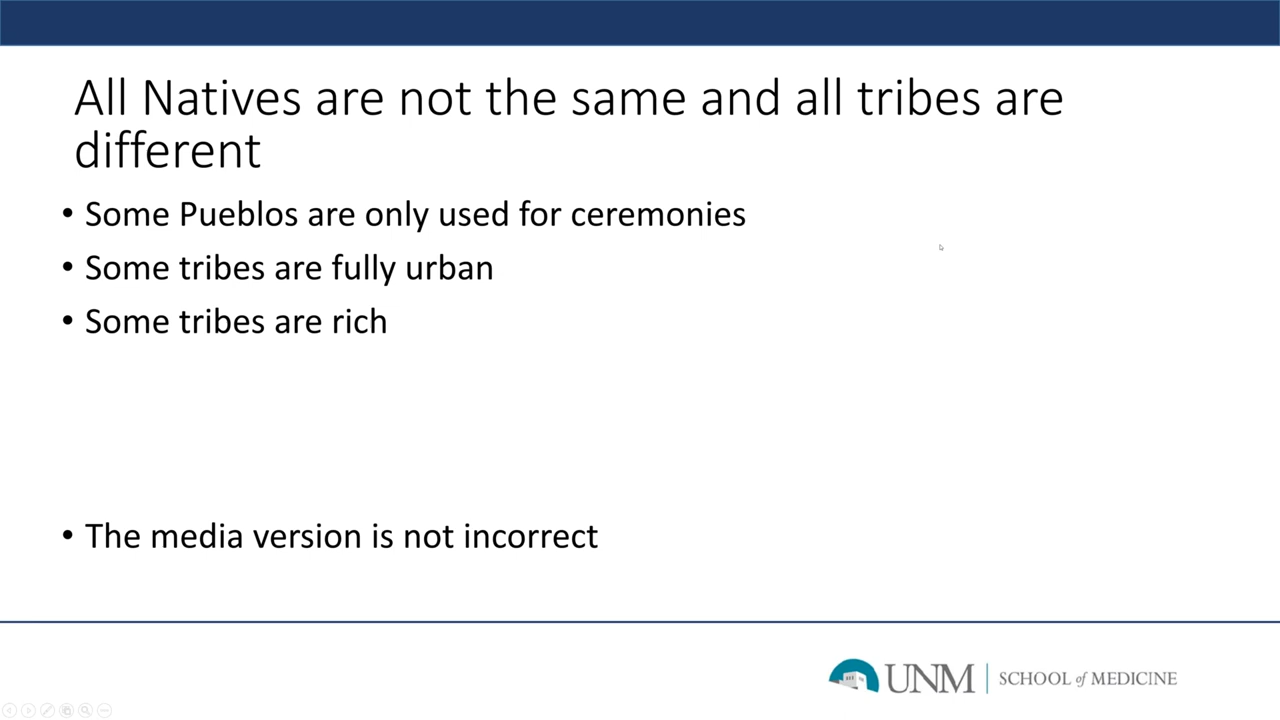 All Natives are not the same and all tribes are
different
• Some Pueblos are only used for ceremonies
• Some tribes are fully urban
• Some tribes are rich
• The media version is not incorrect
UNM | SCHOOL of MEDICINE